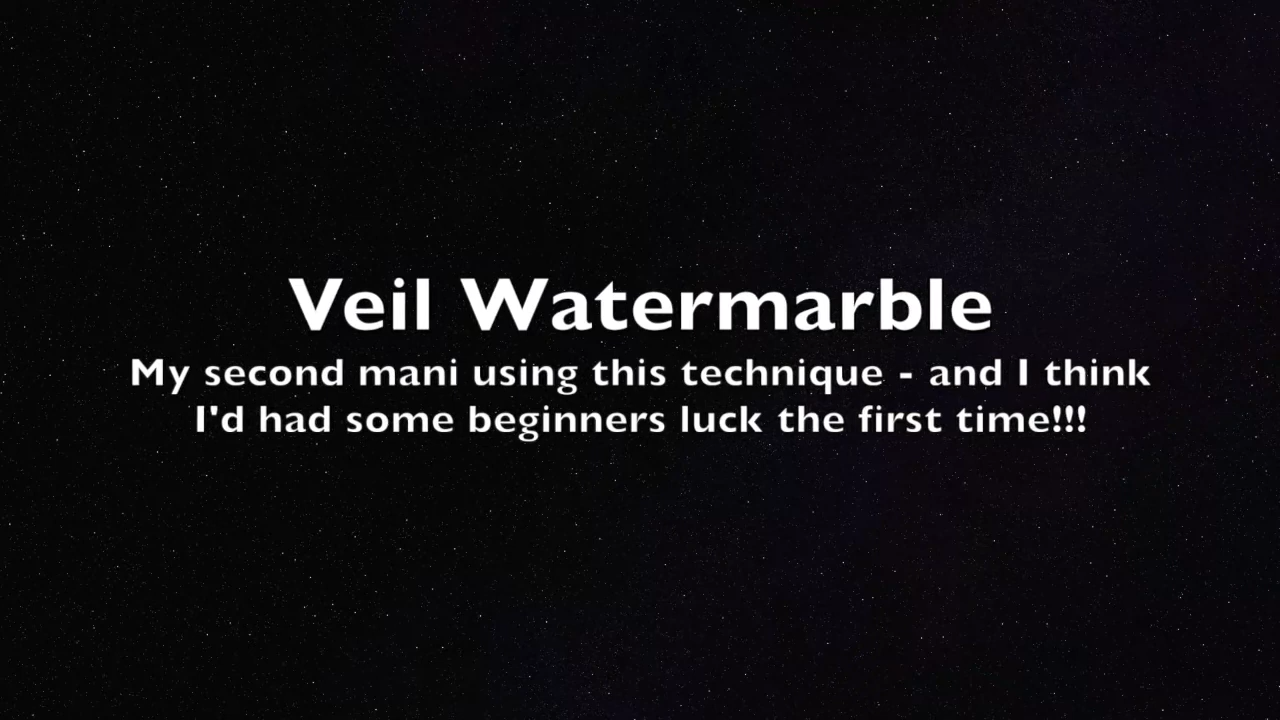 Veil Watermarble
My second mani using this technique - and I think
I'd had some beginners luck the first time!!!